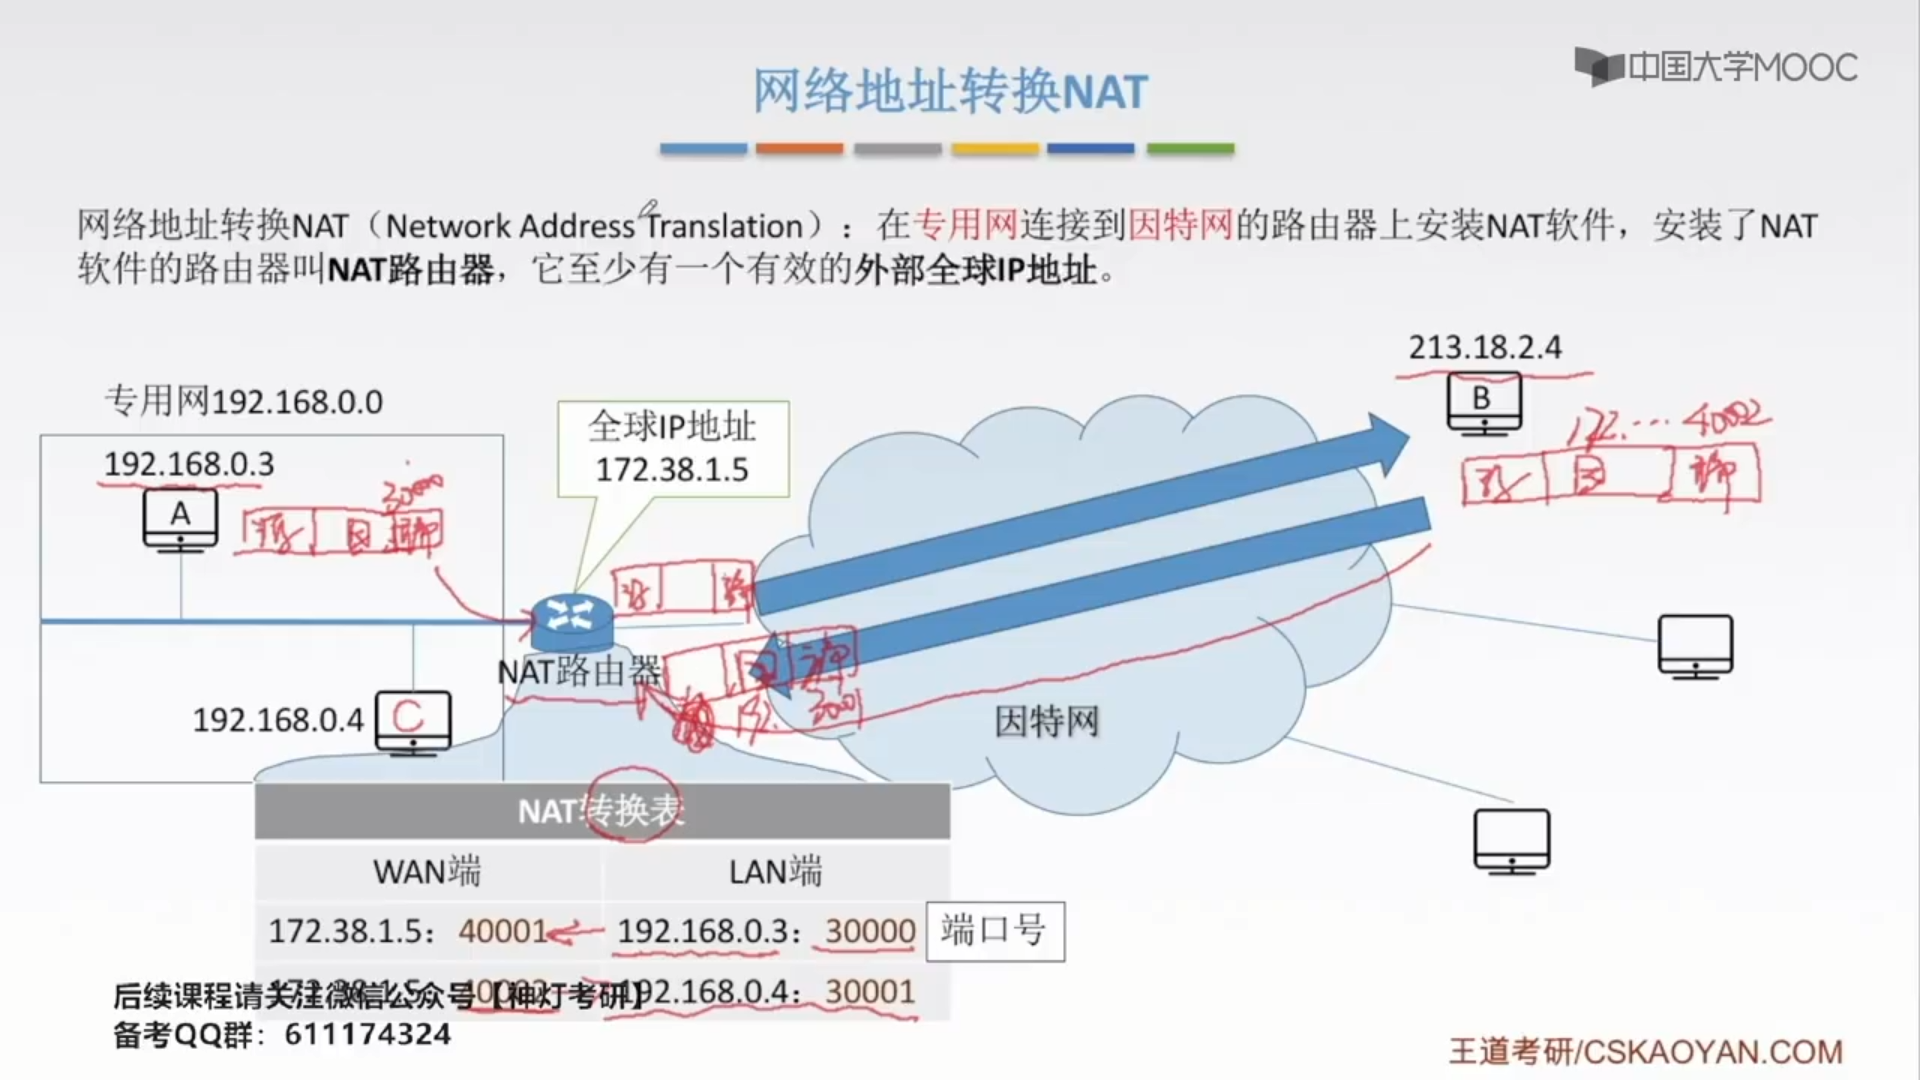 中国大学MOOC
网络地址转换NAT
网络地址转换NAT（Network Address Translation）：在专用网连接到因特网的路由器上安装NAT软件，安装了NAT
软件的路由器叫NAT路由器，它至少有一个有效的外部全球IP地址。
213.18.2.4
B
172.... 40002
源 目 聊
专用网192.168.0.0
192.168.0.3
A
30000
源 目 聊
全球IP地址
172.38.1.5
源
目
192. 3001
NAT路由器
192.168.0.4
C
因特网
NAT转换表
WAN端 LAN端
172.38.1.5：40001 192.168.0.3：30000 端口号
172.38.1.5：40002 192.168.0.4：30001
后续课程请关注微信公众号【神灯考研】
备考QQ群：611174324
王道考研/CSKAOYAN.COM